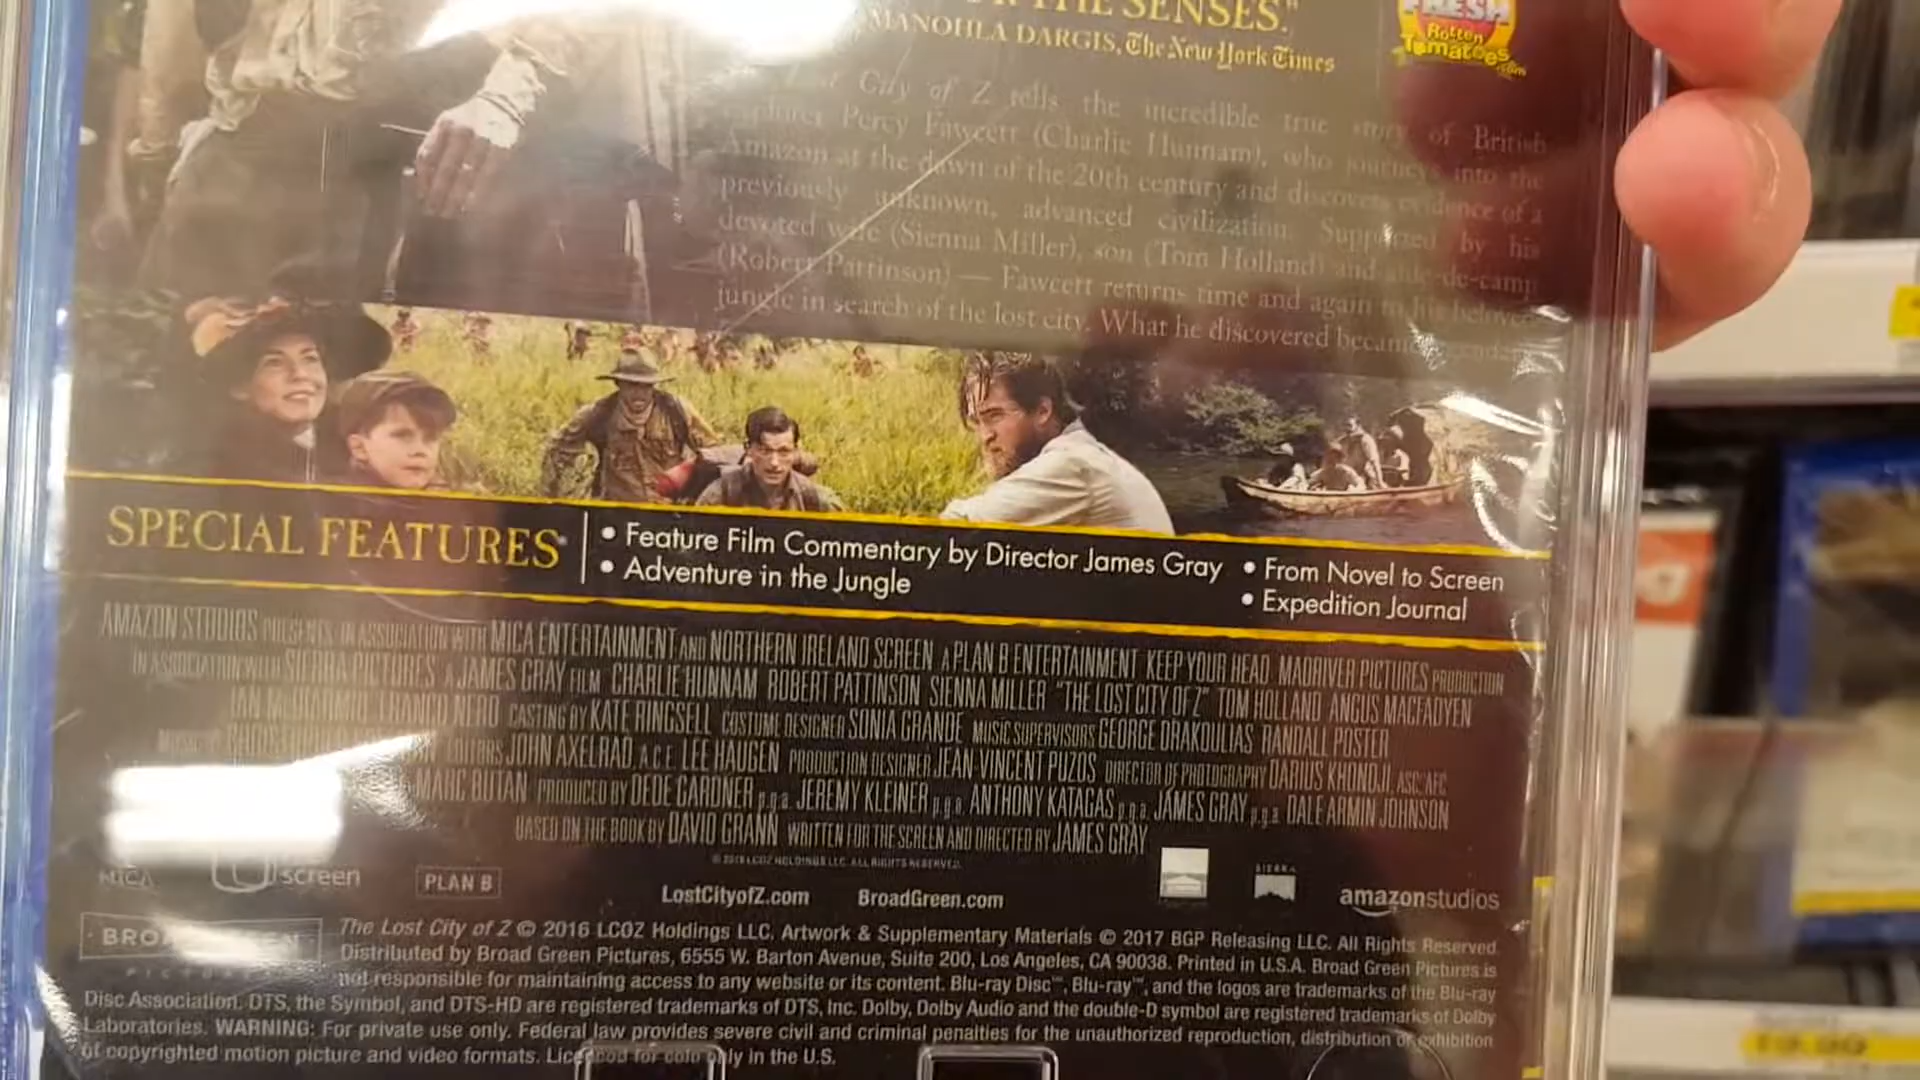 THE SENSES."
MANOHLA DARGIS, The New York Times
FRESH
Rotten
Tomatoes.com
City of Z tells the incredible true story of British
explorer Percy Fawcett (Charlie Hunnam), who journeys into the
Amazon at the dawn of the 20th century and discovers evidence of a
previously unknown, advanced civilization. Supported by his
devoted wife (Sienna Miller), son (Tom Holland) and aide-de-camp
(Robert Pattinson) — Fawcett returns time and again to his beloved
jungle in search of the lost city. What he discovered became
SPECIAL FEATURES
• Feature Film Commentary by Director James Gray
• Adventure in the Jungle
• From Novel to Screen
• Expedition Journal
AMAZON STUDIOS PRESENTS IN ASSOCIATION WITH MICA ENTERTAINMENT AND NORTHERN IRELAND SCREEN A PLAN B ENTERTAINMENT KEEP YOUR HEAD MADRIVER PICTURES PRODUCTION
IN ASSOCIATION WITH SIERRA PICTURES A JAMES GRAY FILM CHARLIE HUNNAM ROBERT PATTINSON SIENNA MILLER "THE LOST CITY OF Z" TOM HOLLAND ANGUS MACFADYEN
IAN McDIARMID FRANCO NERO CASTING BY KATE RINGSELL COSTUME DESIGNER SONIA GRANDE MUSIC SUPERVISORS GEORGE DRAKOULIAS RANDALL POSTER
JOHN AXELRAD, A.C.E. LEE HAUGEN PRODUCTION DESIGNER JEAN-VINCENT PUZOS DIRECTOR OF PHOTOGRAPHY DARIUS KHONDJI, ASC, AFC
MARC BUTAN PRODUCED BY DEDE GARDNER p.g.a. JEREMY KLEINER p.g.a. ANTHONY KATAGAS p.g.a. JAMES GRAY p.g.a. DALE ARMIN JOHNSON
BASED ON THE BOOK BY DAVID GRANN WRITTEN FOR THE SCREEN AND DIRECTED BY JAMES GRAY
© 2016 LCOZ HOLDINGS LLC. ALL RIGHTS RESERVED.
MICA
screen
PLAN B
LostCityofZ.com
BroadGreen.com
SIERRA
amazonstudios
The Lost City of Z © 2016 LCOZ Holdings LLC. Artwork & Supplementary Materials © 2017 BGP Releasing LLC. All Rights Reserved.
Distributed by Broad Green Pictures, 6555 W. Barton Avenue, Suite 200, Los Angeles, CA 90038. Printed in U.S.A. Broad Green Pictures is
not responsible for maintaining access to any website or its content. Blu-ray Disc™, Blu-ray™, and the logos are trademarks of the Blu-ray
Disc Association. DTS, the Symbol, and DTS-HD are registered trademarks of DTS, Inc. Dolby, Dolby Audio and the double-D symbol are registered trademarks of Dolby
Laboratories. WARNING: For private use only. Federal law provides severe civil and criminal penalties for the unauthorized reproduction, distribution or exhibition
of copyrighted motion picture and video formats. Licensed for sale only in the U.S.